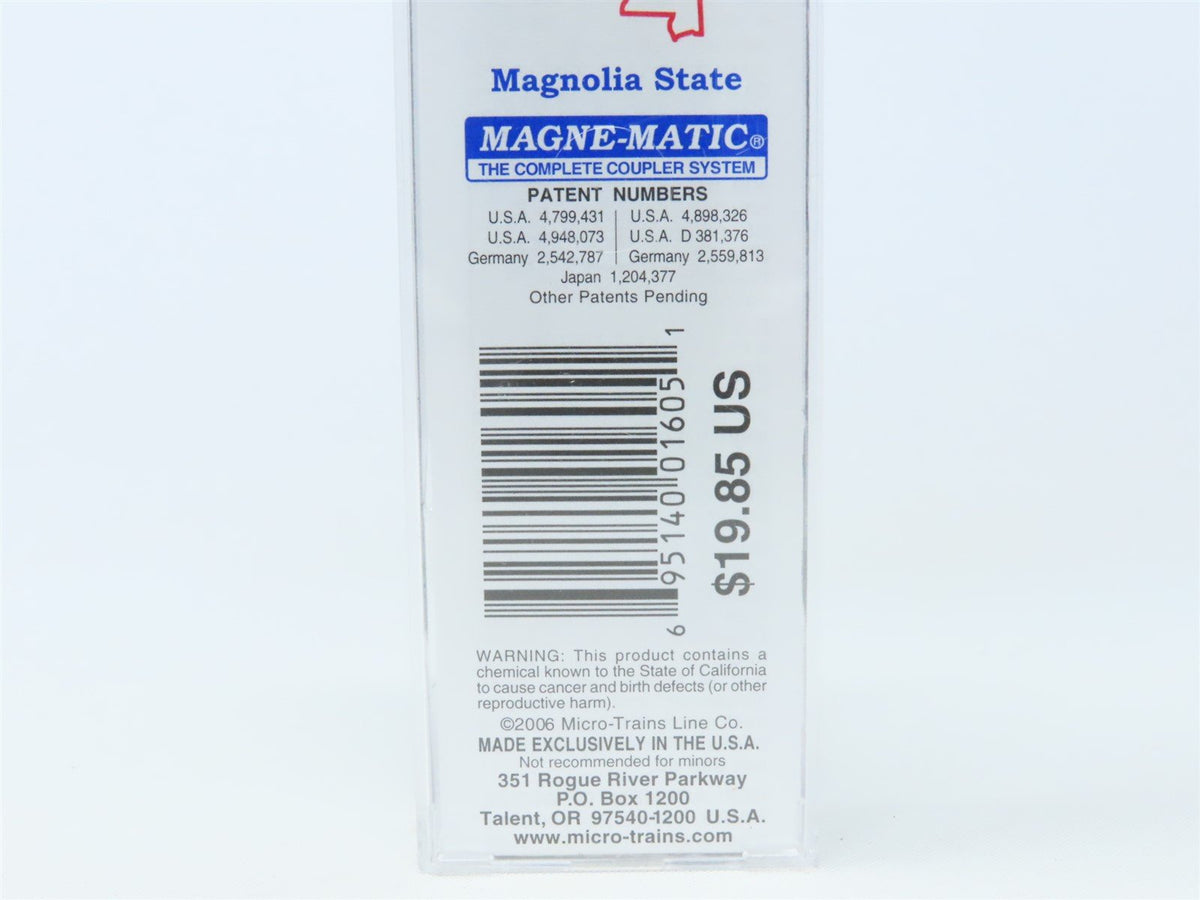 Magnolia State
MAGNE-MATIC®
THE COMPLETE COUPLER SYSTEM
PATENT NUMBERS
U.S.A. 4,799,431 | U.S.A. 4,898,326
U.S.A. 4,948,073 | U.S.A. D 381,376
Germany 2,542,787 | Germany 2,559,813
Japan 1,204,377
Other Patents Pending
6 95140 01605 1
$19.85 US
WARNING: This product contains a
chemical known to the State of California
to cause cancer and birth defects (or other
reproductive harm).
©2006 Micro-Trains Line Co.
MADE EXCLUSIVELY IN THE U.S.A.
Not recommended for minors
351 Rogue River Parkway
P.O. Box 1200
Talent, OR 97540-1200 U.S.A.
www.micro-trains.com